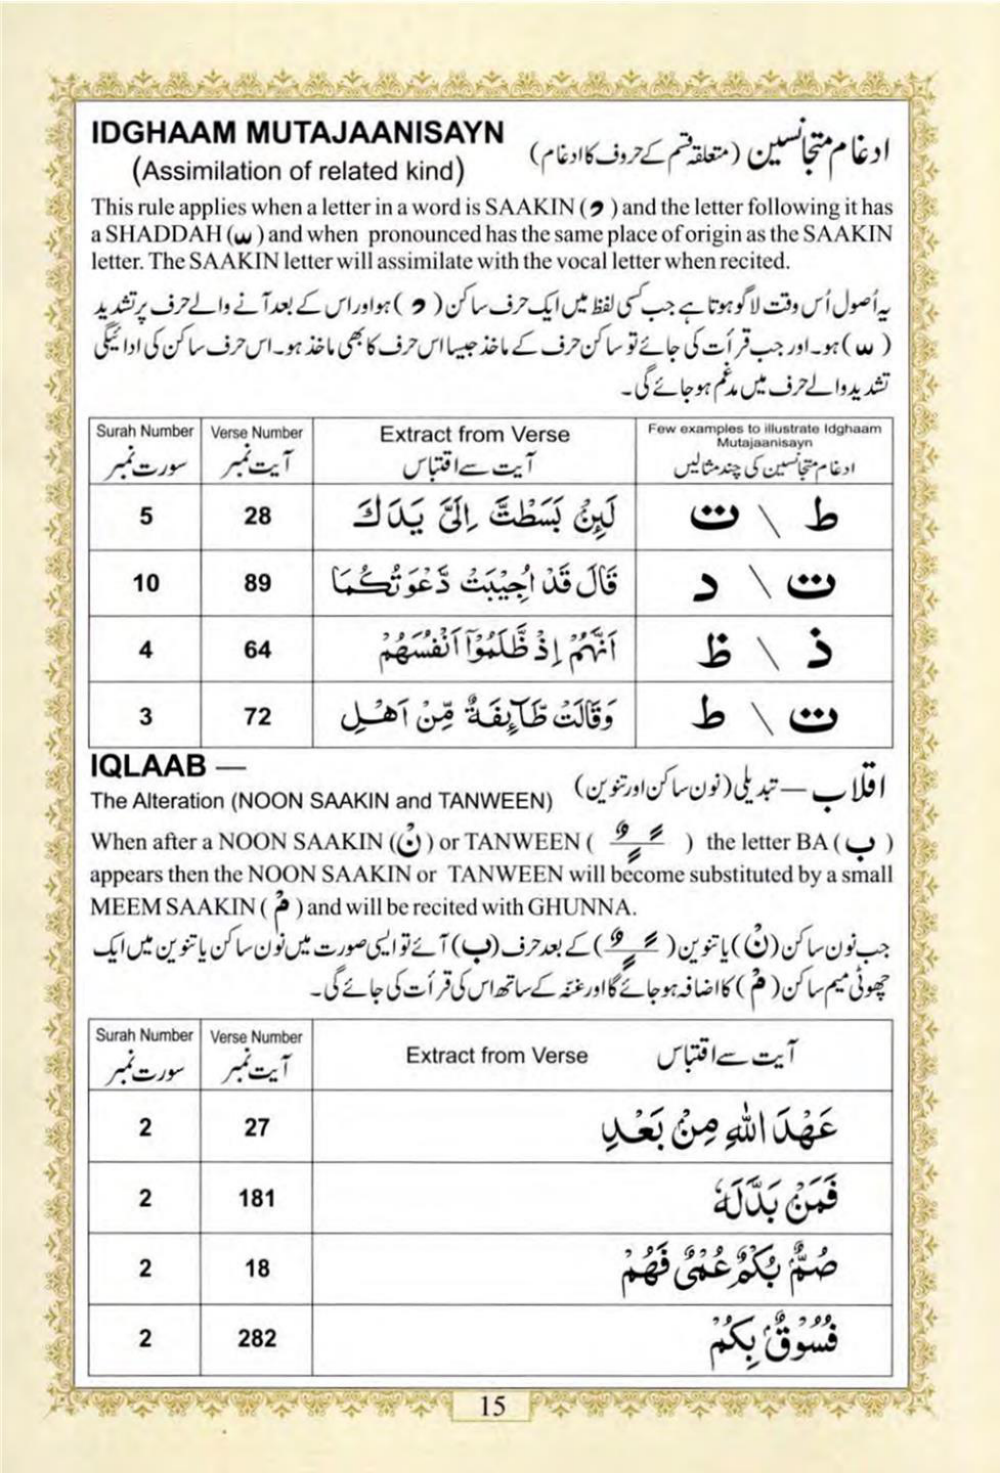 IDGHAAM MUTAJAANISAYN
ادغام متجانسین (متعلقہ قسم کے حروف کا ادغام)
(Assimilation of related kind)
This rule applies when a letter in a word is SAAKIN ( ) and the letter following it has
a SHADDAH ( ّ ) and when pronounced has the same place of origin as the SAAKIN
letter. The SAAKIN letter will assimilate with the vocal letter when recited.
یہ اُصول اُس وقت لاگو ہوتا ہے جب کسی لفظ میں ایک حرف ساکن ( ) ہو اور اس کے بعد آنے والے حرف پر تشدید
( ّ ) ہو۔ اور جب قرأت کی جائے تو ساکن حرف کے ماخذ جیسا اس حرف کا بھی ماخذ ہو۔ اس حرف ساکن کی ادائیگی
تشدید والے حرف میں مدغم ہو جائے گی۔
Surah Number Verse Number Extract from Verse Few examples to illustrate Idghaam
Mutajaanisayn
سورت نمبر آیت نمبر آیت سے اقتباس ادغام متجانسین کی چند مثالیں
5 28 لَئِنْۢ بَسَطْتَّ اِلَیَّ یَدَكَ ط \ ت
10 89 قَالَ قَدْ اُجِیْبَتْ دَّعْوَتُكُمَا ت \ د
4 64 اَنَّهُمْ اِذْ ظَّلَمُوْۤا اَنْفُسَهُمْ ذ \ ظ
3 72 وَقَالَتْ طَّآئِفَةٌ مِّنْ اَهْلِ ت \ ط
IQLAAB —
اقلاب — تبدیلی (نون ساکن اور تنوین)
The Alteration (NOON SAAKIN and TANWEEN)
When after a NOON SAAKIN (نْ) or TANWEEN ( ً ٍ ٌ ) the letter BA ( ب )
appears then the NOON SAAKIN or TANWEEN will become substituted by a small
MEEM SAAKIN ( مْ ) and will be recited with GHUNNA.
جب نون ساکن (نْ) یا تنوین ( ً ٍ ٌ ) کے بعد حرف (ب) آئے تو ایسی صورت میں نون ساکن یا تنوین میں ایک
چھوٹی میم ساکن ( مْ ) کا اضافہ ہو جائے گا اور غنّہ کے ساتھ اس کی قرأت کی جائے گی۔
Surah Number Verse Number Extract from Verse آیت سے اقتباس
سورت نمبر آیت نمبر
2 27 عَهْدَ اللّٰهِ مِنْۢ بَعْدِ
2 181 فَمَنْۢ بَدَّلَهٗ
2 18 صُمٌّۢ بُكْمٌ عُمْیٌ فَهُمْ
2 282 فُسُوْقٌۢ بِكُمْ
15